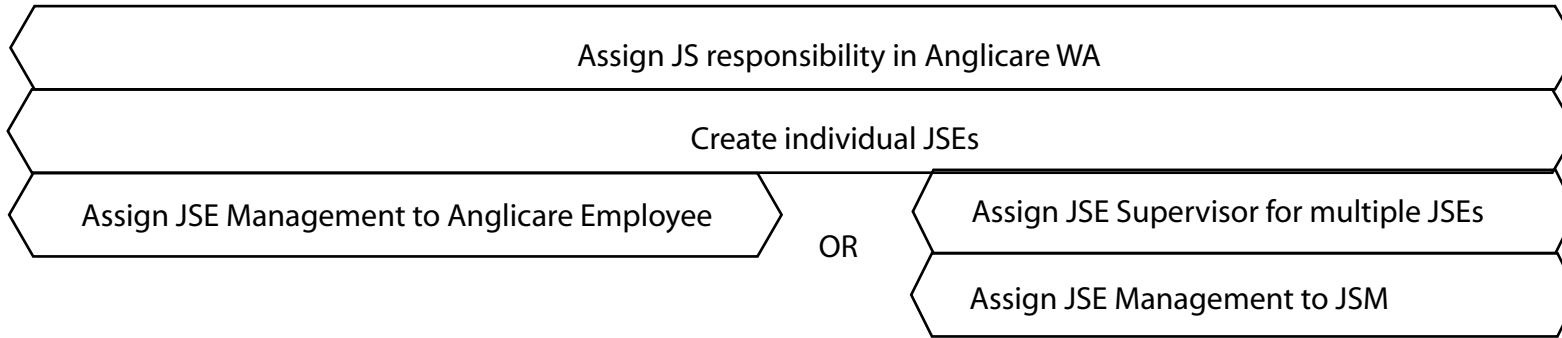 Assign JS responsibility in Anglicare WA
Create individual JSEs
Assign JSE Management to Anglicare Employee
OR
Assign JSE Supervisor for multiple JSEs
Assign JSE Management to JSM